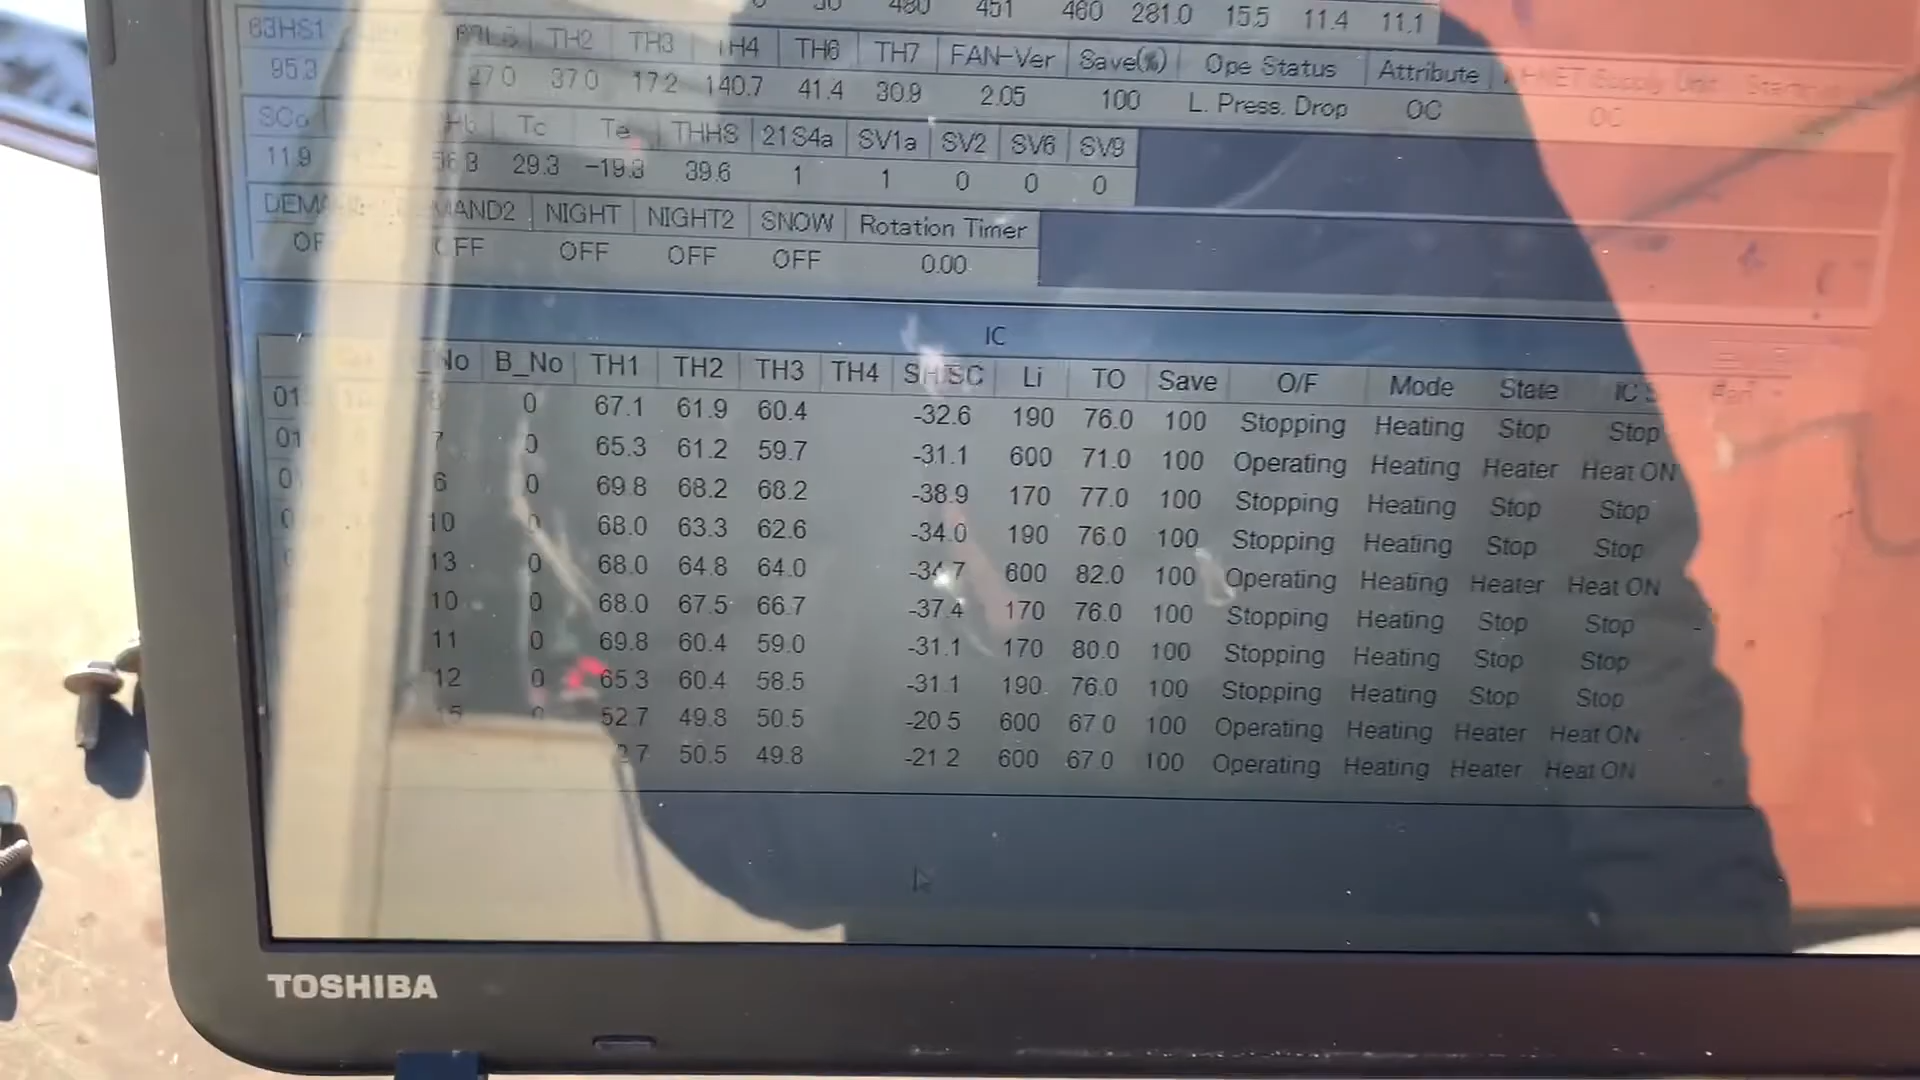 480 451 460 281.0 15.5 11.4 11.1
63HS1 TH2 TH3 TH4 TH6 TH7 FAN-Ver Save(%) Ope Status Attribute
95.3 27.0 37.0 17.2 140.7 41.4 30.9 2.05 100 L. Press. Drop OC OC
Tc Te THHS 21S4a SV1a SV2 SV6 SV9
11.9 29.3 -19.3 39.6 1 1 0 0 0
NIGHT NIGHT2 SNOW Rotation Timer
OFF OFF OFF 0.00
IC
B_No TH1 TH2 TH3 TH4 SH/SC Li TO Save O/F Mode State
0 67.1 61.9 60.4 -32.6 190 76.0 100 Stopping Heating Stop Stop
7 0 65.3 61.2 59.7 -31.1 600 71.0 100 Operating Heating Heater Heat ON
6 0 69.8 68.2 68.2 -38.9 170 77.0 100 Stopping Heating Stop Stop
10 0 68.0 63.3 62.6 -34.0 190 76.0 100 Stopping Heating Stop Stop
13 0 68.0 64.8 64.0 -34.7 600 82.0 100 Operating Heating Heater Heat ON
10 0 68.0 67.5 66.7 -37.4 170 76.0 100 Stopping Heating Stop Stop
11 0 69.8 60.4 59.0 -31.1 170 80.0 100 Stopping Heating Stop Stop
12 0 65.3 60.4 58.5 -31.1 190 76.0 100 Stopping Heating Stop Stop
52.7 49.8 50.5 -20.5 600 67.0 100 Operating Heating Heater Heat ON
50.5 49.8 -21.2 600 67.0 100 Operating Heating Heater Heat ON
TOSHIBA